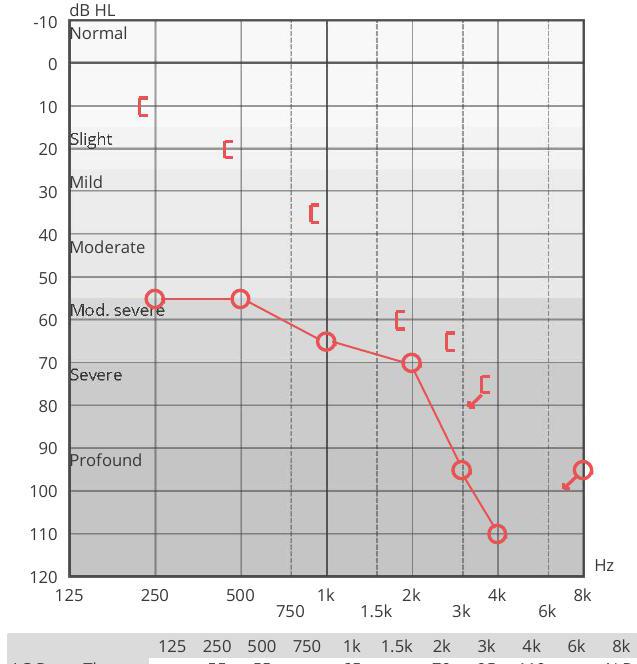 dB HL
-10
Normal
0
10
Slight
20
Mild
30
40
Moderate
50
Mod. severe
60
70
Severe
80
90
Profound
100
110
120
Hz
125 250 500 1k 2k 4k 8k
750 1.5k 3k 6k
125 250 500 750 1k 1.5k 2k 3k 4k 6k 8k